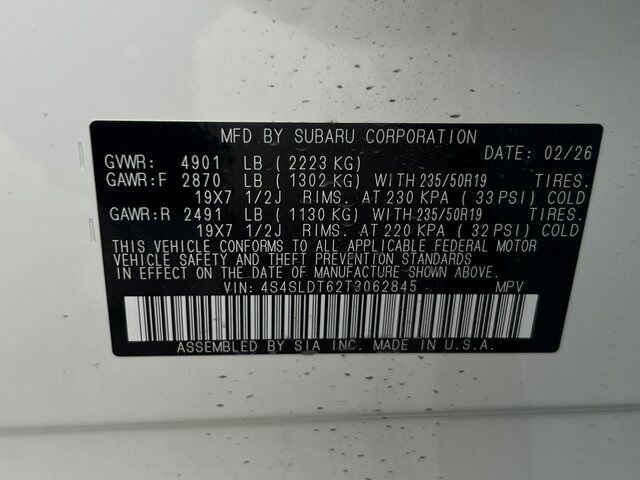 MFD BY SUBARU CORPORATION
DATE: 02/26
GVWR: 4901 LB (2223 KG)
GAWR:F 2870 LB (1302 KG) WITH 235/50R19 TIRES.
19X7 1/2J RIMS. AT 230 KPA (33 PSI) COLD
GAWR:R 2491 LB (1130 KG) WITH 235/50R19 TIRES.
19X7 1/2J RIMS. AT 220 KPA (32 PSI) COLD
THIS VEHICLE CONFORMS TO ALL APPLICABLE FEDERAL MOTOR
VEHICLE SAFETY AND THEFT PREVENTION STANDARDS
IN EFFECT ON THE DATE OF MANUFACTURE SHOWN ABOVE.
VIN: 4S4SLDT62T3062845 MPV
ASSEMBLED BY SIA INC. MADE IN U.S.A.